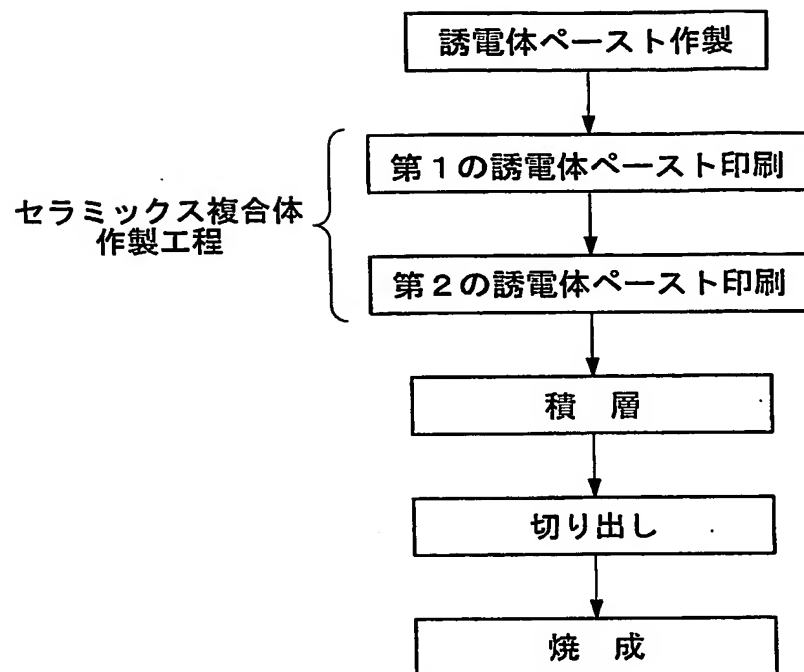 誘電体ペースト作製
第1の誘電体ペースト印刷
セラミックス複合体
作製工程
第2の誘電体ペースト印刷
積 層
切り出し
焼 成